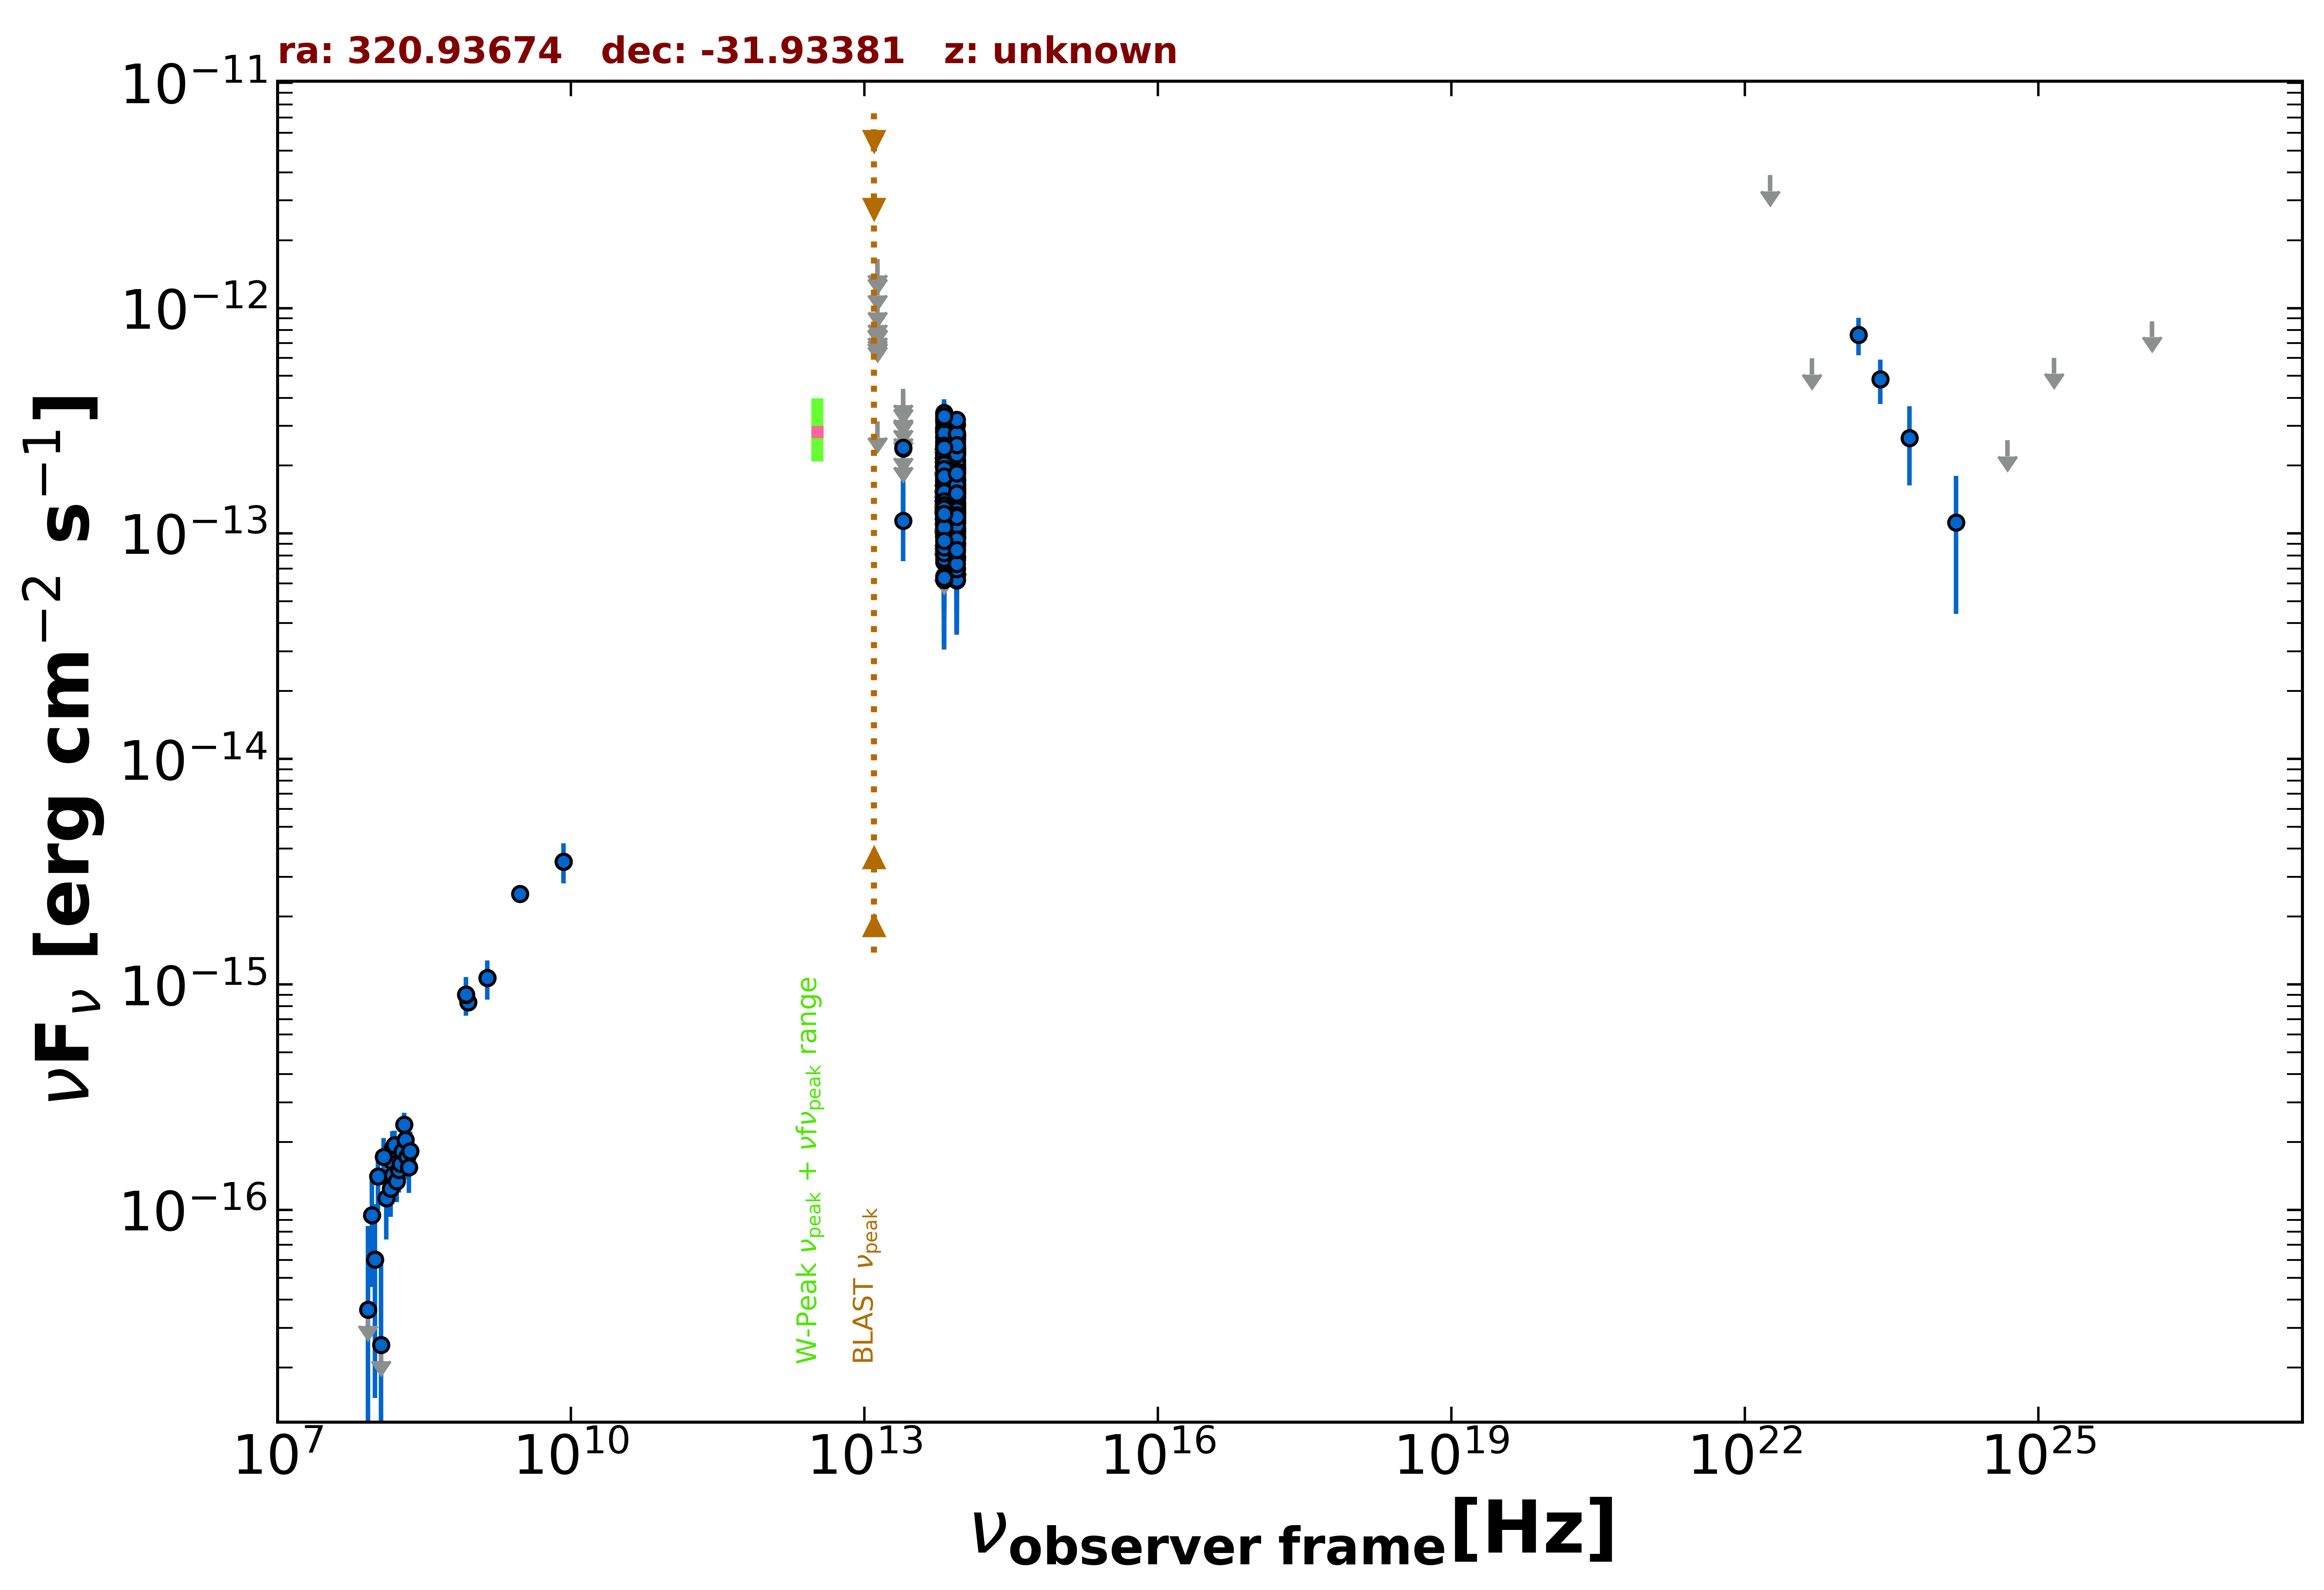 ra: 320.93674 dec: -31.93381 z: unknown
10⁻¹¹
10⁻¹²
10⁻¹³
10⁻¹⁴
10⁻¹⁵
10⁻¹⁶
νFν [erg cm⁻² s⁻¹]
W-Peak νpeak + νfνpeak range
BLAST νpeak
10⁷ 10¹⁰ 10¹³ 10¹⁶ 10¹⁹ 10²² 10²⁵
νobserver frame[Hz]